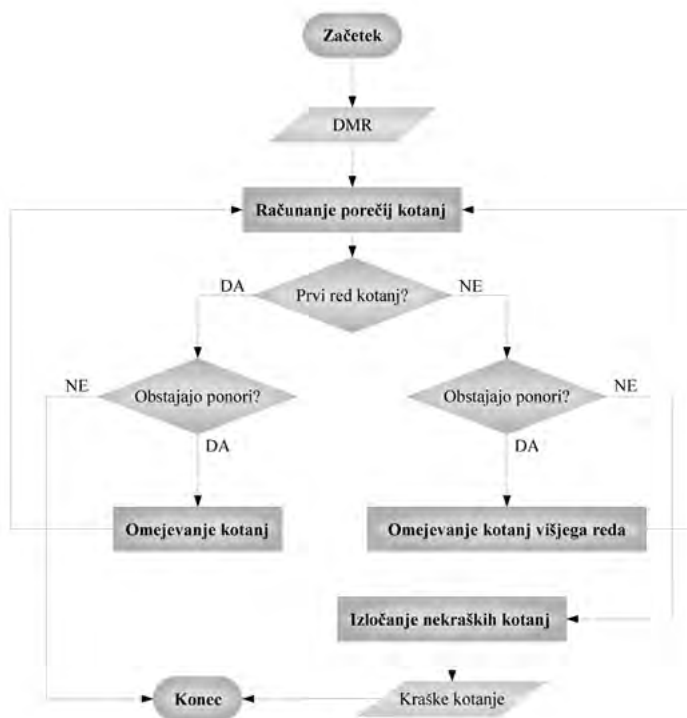 Začetek
DMR
Računanje porečij kotanj
DA
Prvi red kotanj?
NE
NE
Obstajajo ponori?
Obstajajo ponori?
NE
DA
DA
Omejevanje kotanj
Omejevanje kotanj višjega reda
Izločanje nekraških kotanj
Konec
Kraške kotanje